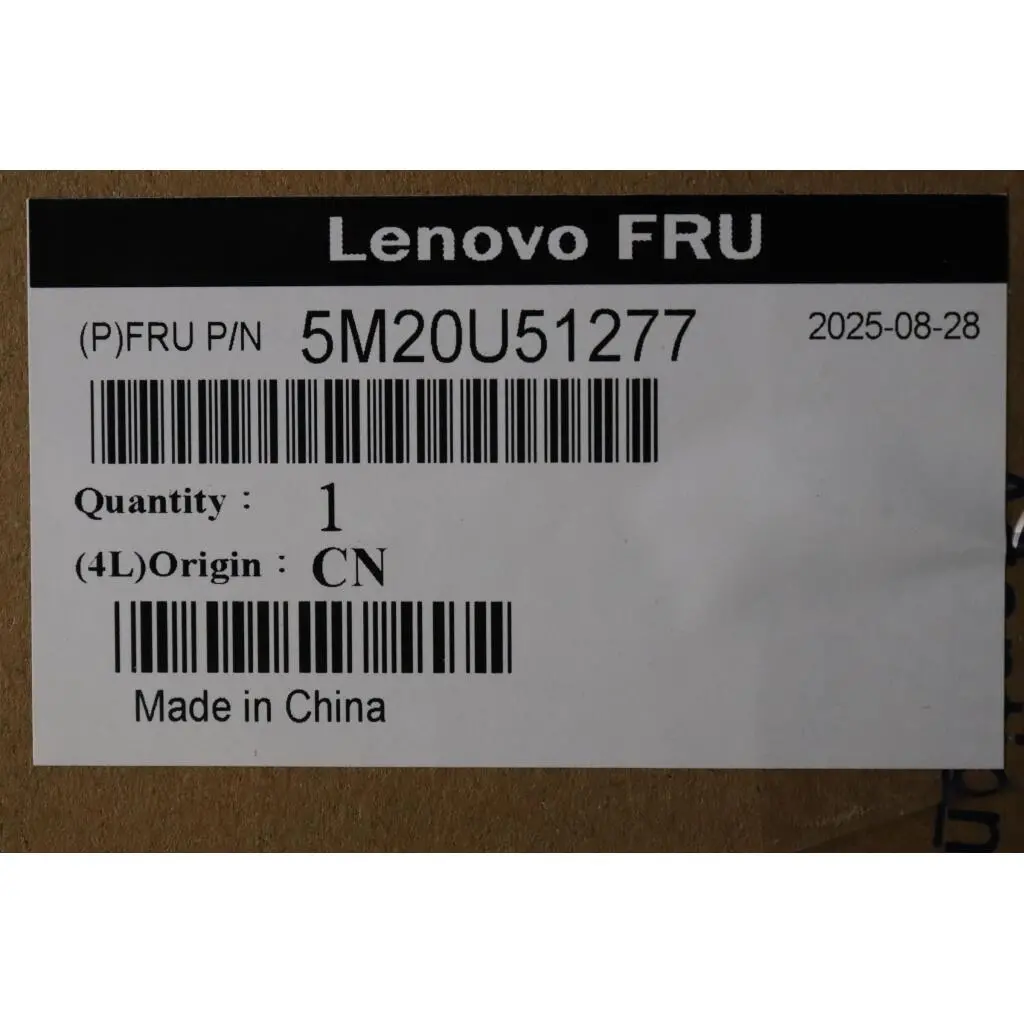 Lenovo FRU
(P)FRU P/N 5M20U51277 2025-08-28
Quantity : 1
(4L)Origin : CN
Made in China